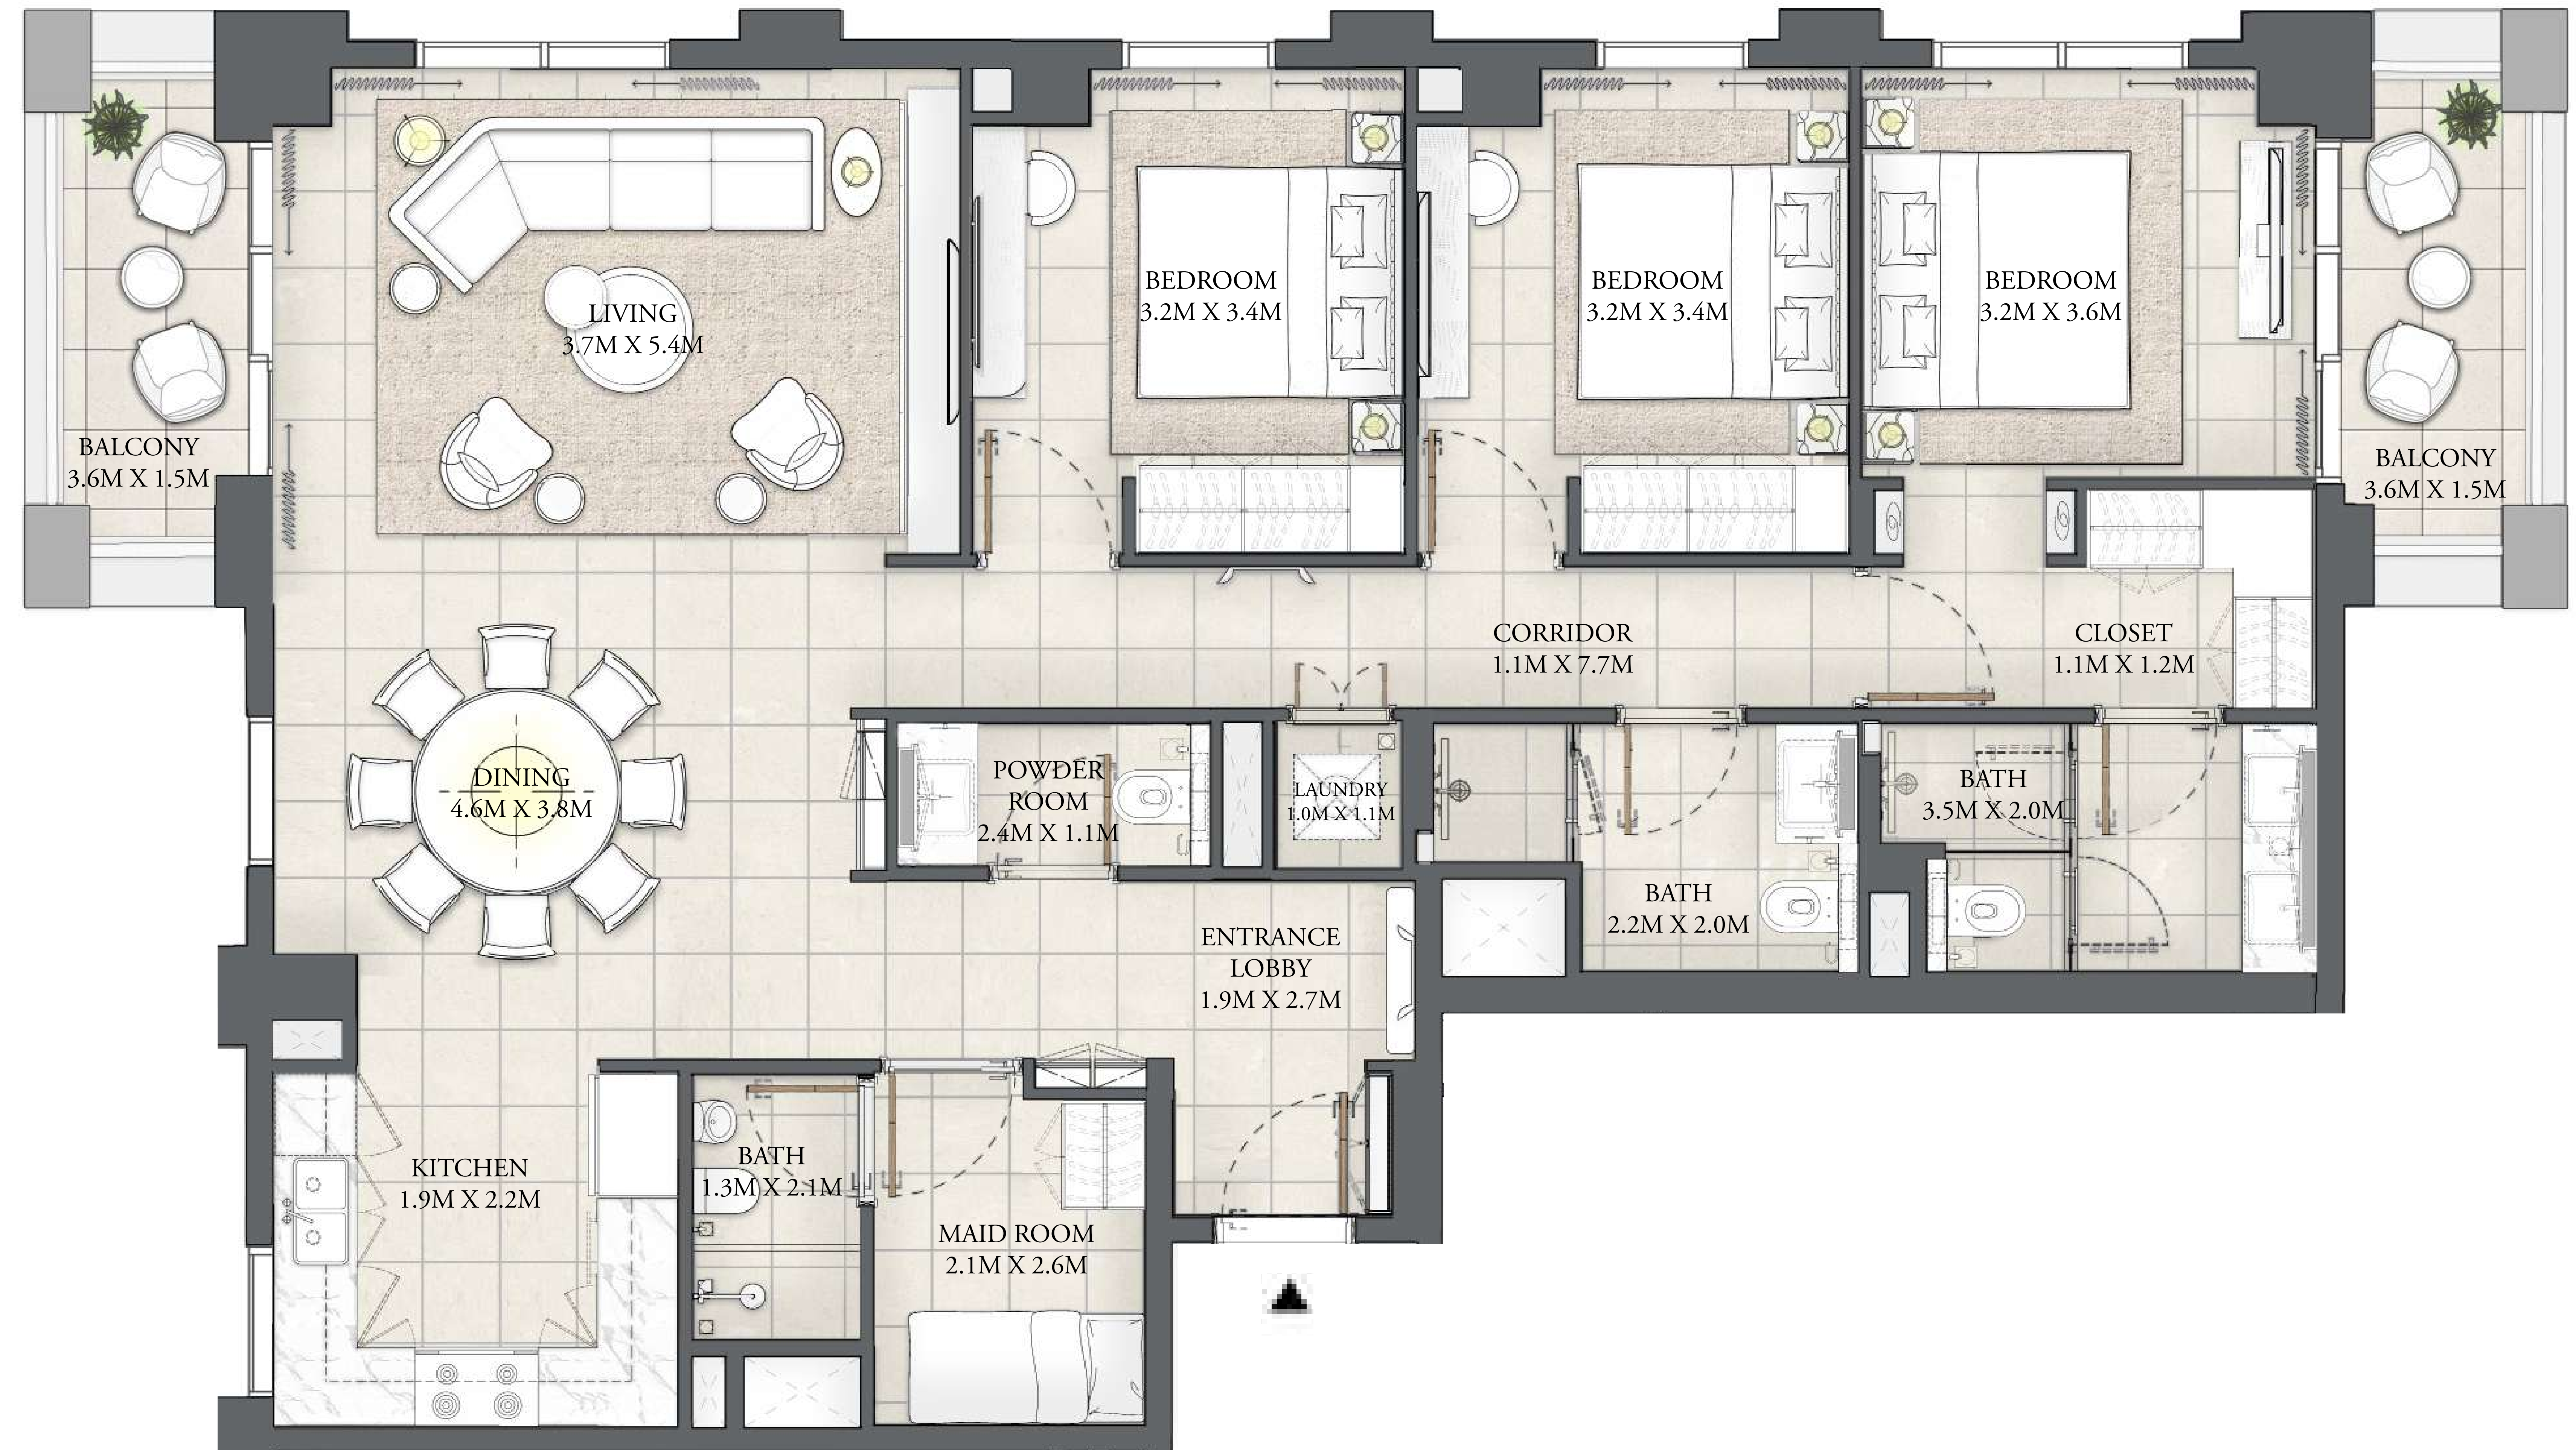 LIVING
3.7M X 5.4M
BEDROOM
3.2M X 3.4M
BEDROOM
3.2M X 3.4M
BEDROOM
3.2M X 3.6M
BALCONY
3.6M X 1.5M
BALCONY
3.6M X 1.5M
CORRIDOR
1.1M X 7.7M
CLOSET
1.1M X 1.2M
DINING
4.6M X 3.8M
POWDER
ROOM
2.4M X 1.1M
LAUNDRY
1.0M X 1.1M
BATH
2.2M X 2.0M
BATH
3.5M X 2.0M
ENTRANCE
LOBBY
1.9M X 2.7M
KITCHEN
1.9M X 2.2M
BATH
1.3M X 2.1M
MAID ROOM
2.1M X 2.6M